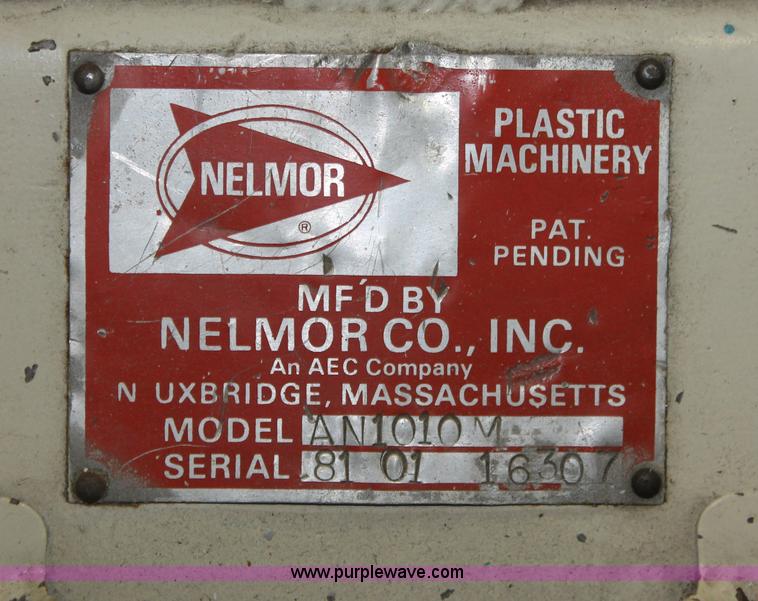 NELMOR
®
PLASTIC
MACHINERY
PAT.
PENDING
MF'D BY
NELMOR CO., INC.
An AEC Company
N UXBRIDGE, MASSACHUSETTS
MODEL AN1010M
SERIAL 81 01 16307
www.purplewave.com